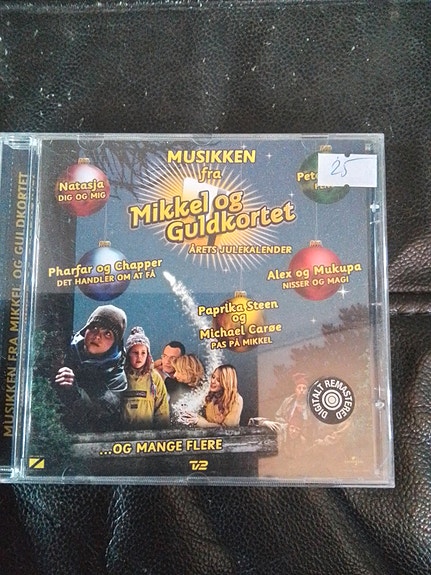 MUSIKKEN FRA MIKKEL OG GULDKORTET
MUSIKKEN
fra
Mikkel og
Guldkortet
ÅRETS JULEKALENDER
25
Natasja
DIG OG MIG
Pete
Pharfar og Chapper
DET HANDLER OM AT FÅ
Alex og Mukupa
NISSER OG MAGI
Paprika Steen
og
Michael Carøe
PAS PÅ MIKKEL
DIGITALT REMASTERED
...OG MANGE FLERE
TV2